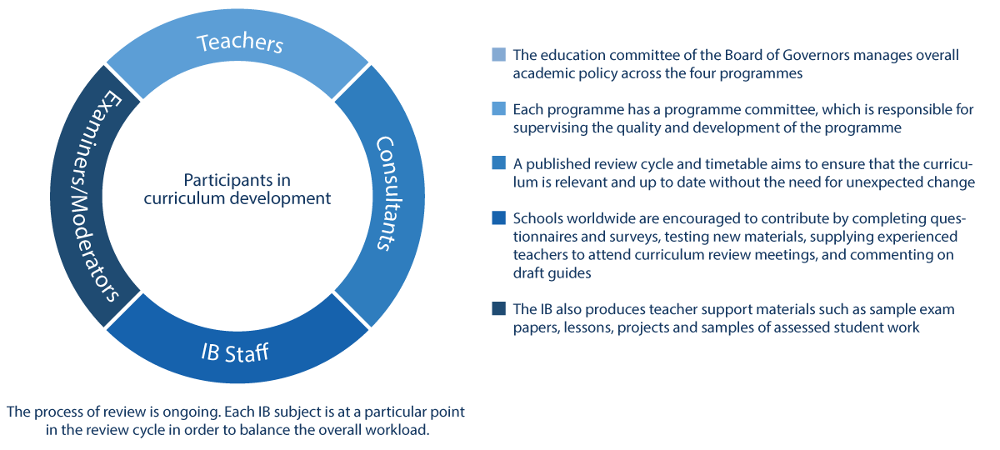 Teachers
Consultants
IB Staff
Examiners/Moderators
Participants in
curriculum development
The process of review is ongoing. Each IB subject is at a particular point
in the review cycle in order to balance the overall workload.
The education committee of the Board of Governors manages overall
academic policy across the four programmes
Each programme has a programme committee, which is responsible for
supervising the quality and development of the programme
A published review cycle and timetable aims to ensure that the curricu-
lum is relevant and up to date without the need for unexpected change
Schools worldwide are encouraged to contribute by completing ques-
tionnaires and surveys, testing new materials, supplying experienced
teachers to attend curriculum review meetings, and commenting on
draft guides
The IB also produces teacher support materials such as sample exam
papers, lessons, projects and samples of assessed student work